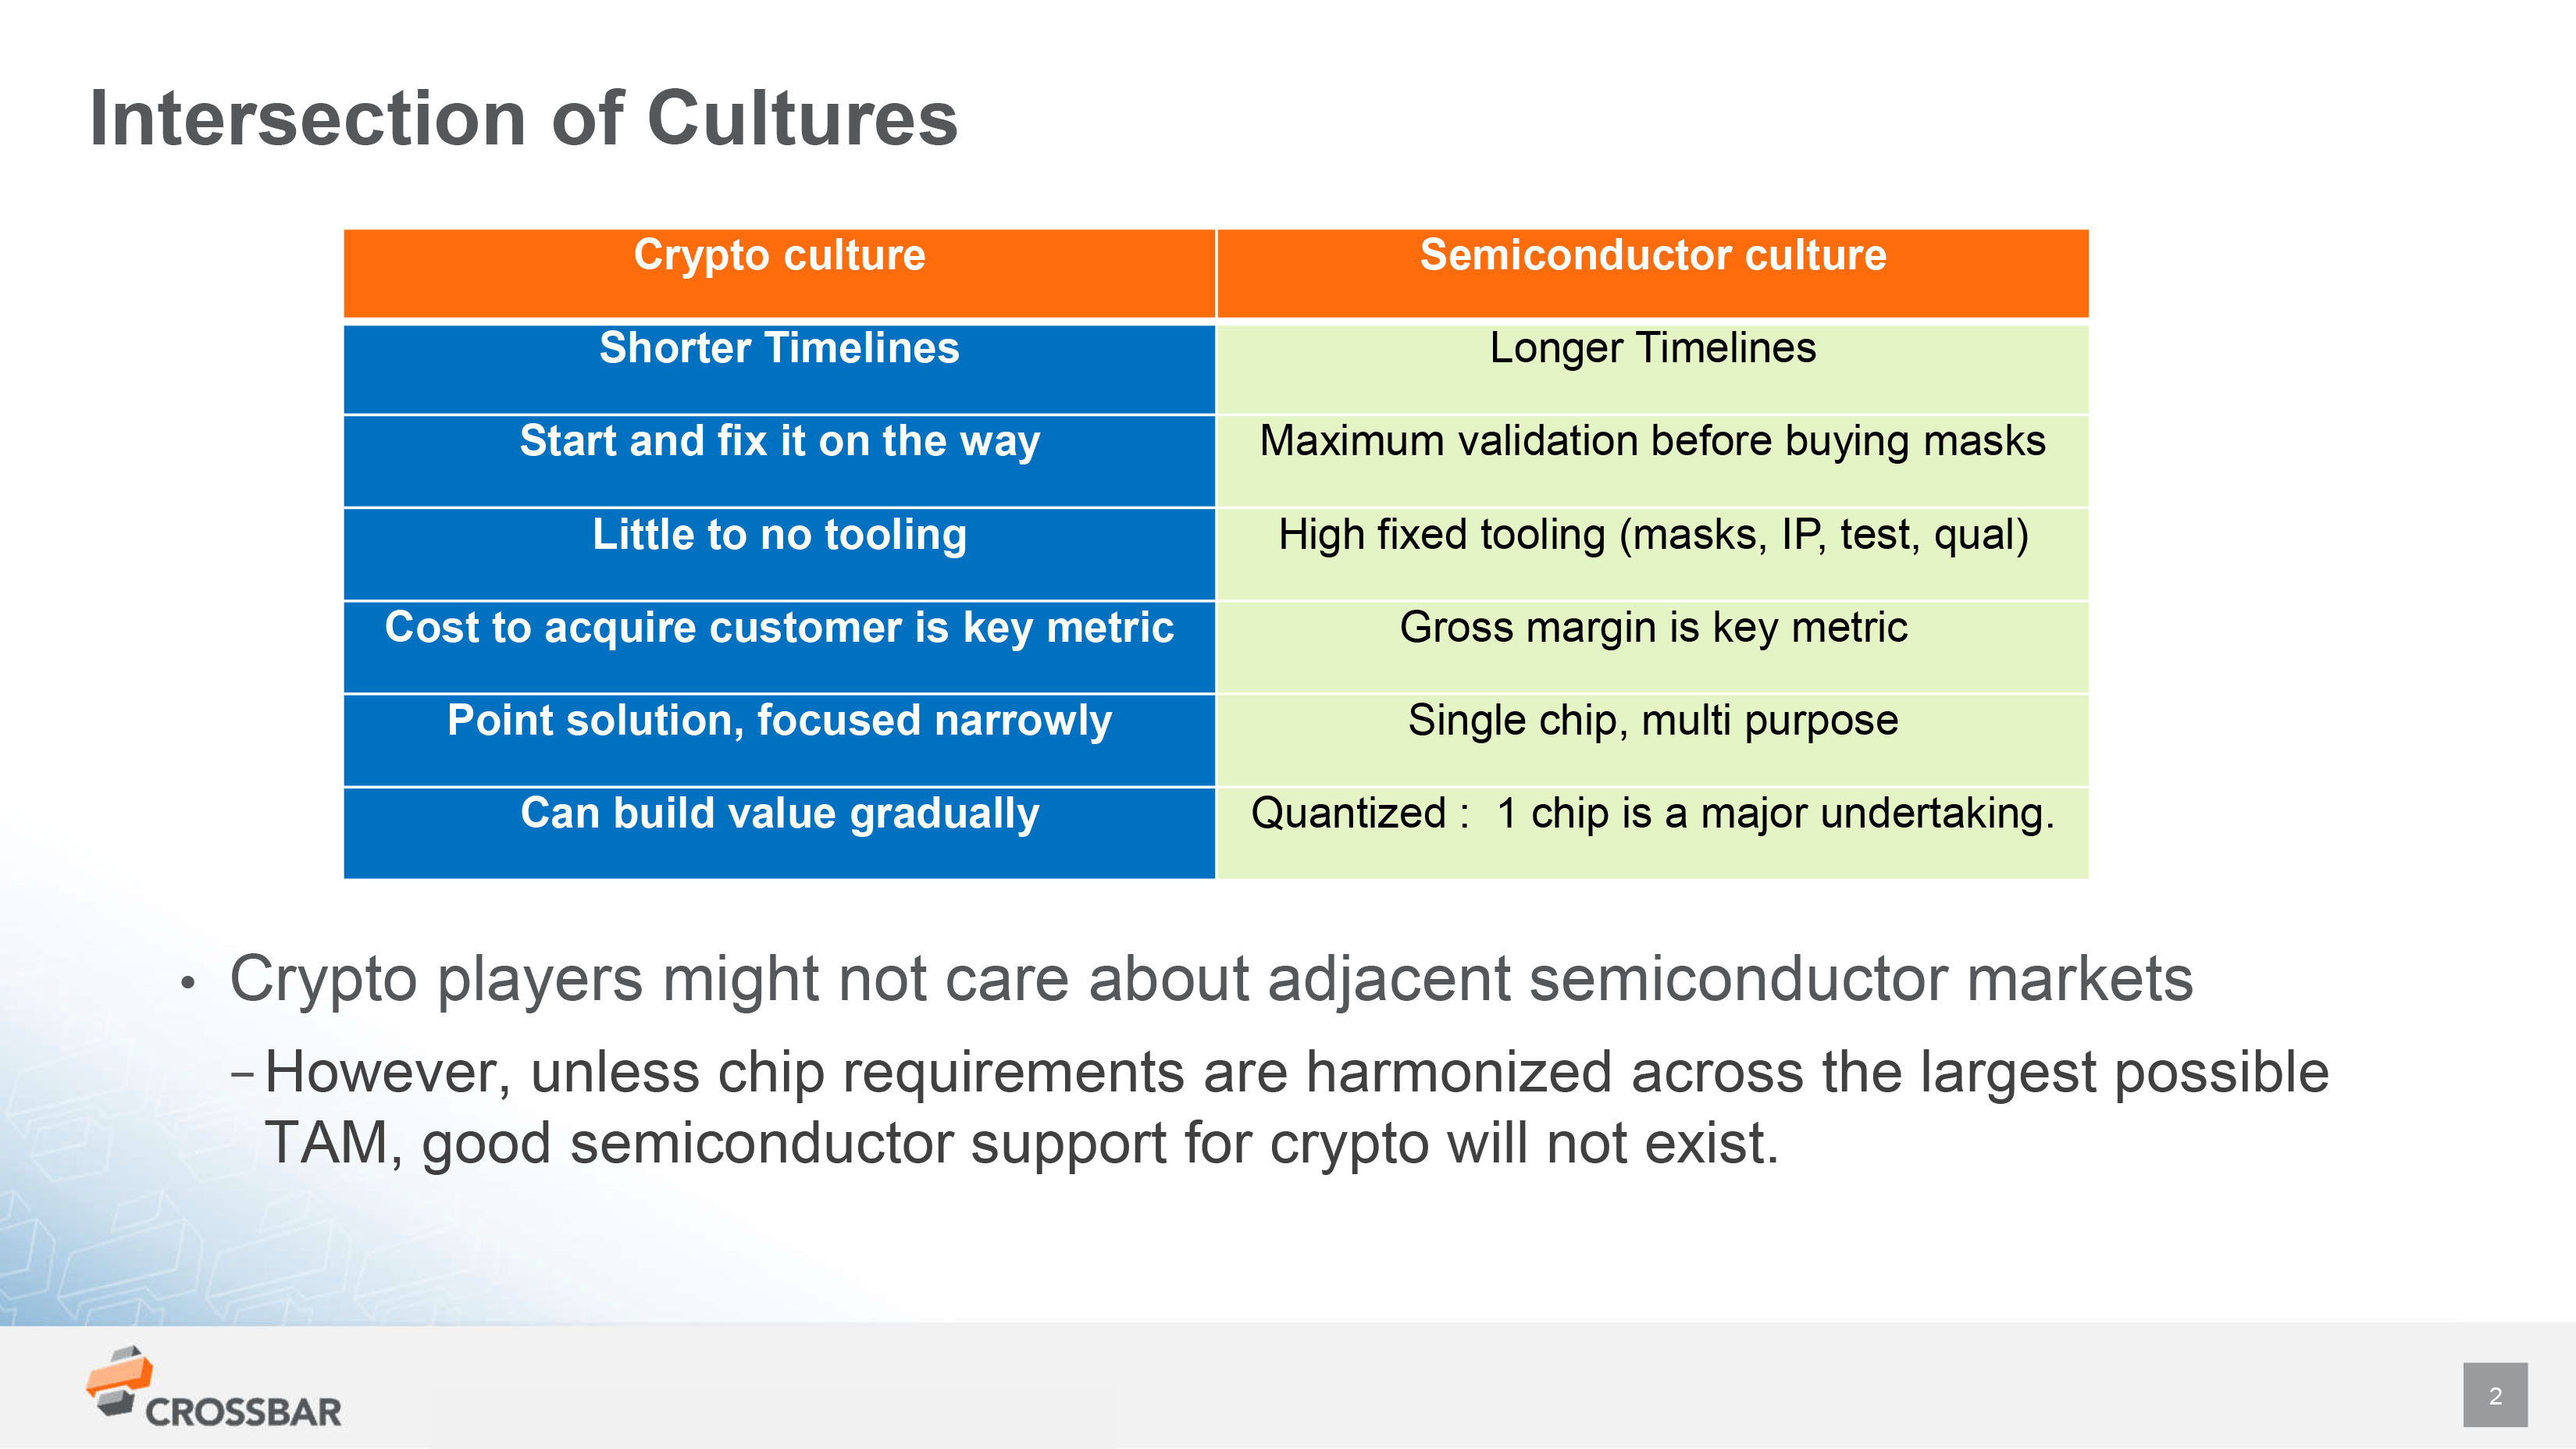 Intersection of Cultures
Crypto culture
Semiconductor culture
Shorter Timelines
Longer Timelines
Start and fix it on the way
Maximum validation before buying masks
Little to no tooling
High fixed tooling (masks, IP, test, qual)
Cost to acquire customer is key metric
Gross margin is key metric
Point solution, focused narrowly
Single chip, multi purpose
Can build value gradually
Quantized :  1 chip is a major undertaking.
• Crypto players might not care about adjacent semiconductor markets
– However, unless chip requirements are harmonized across the largest possible
TAM, good semiconductor support for crypto will not exist.
CROSSBAR
2